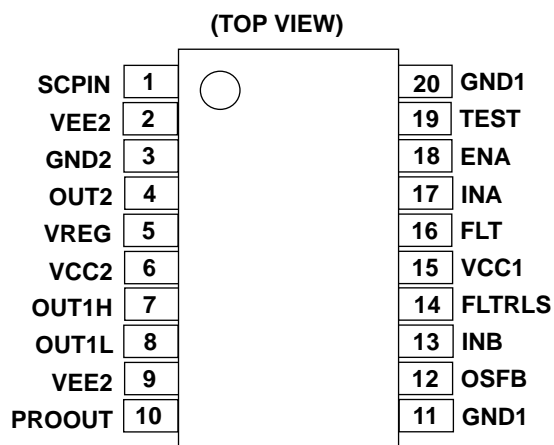 (TOP VIEW)
SCPIN 1 20 GND1
VEE2 2 19 TEST
GND2 3 18 ENA
OUT2 4 17 INA
VREG 5 16 FLT
VCC2 6 15 VCC1
OUT1H 7 14 FLTRLS
OUT1L 8 13 INB
VEE2 9 12 OSFB
PROOUT 10 11 GND1